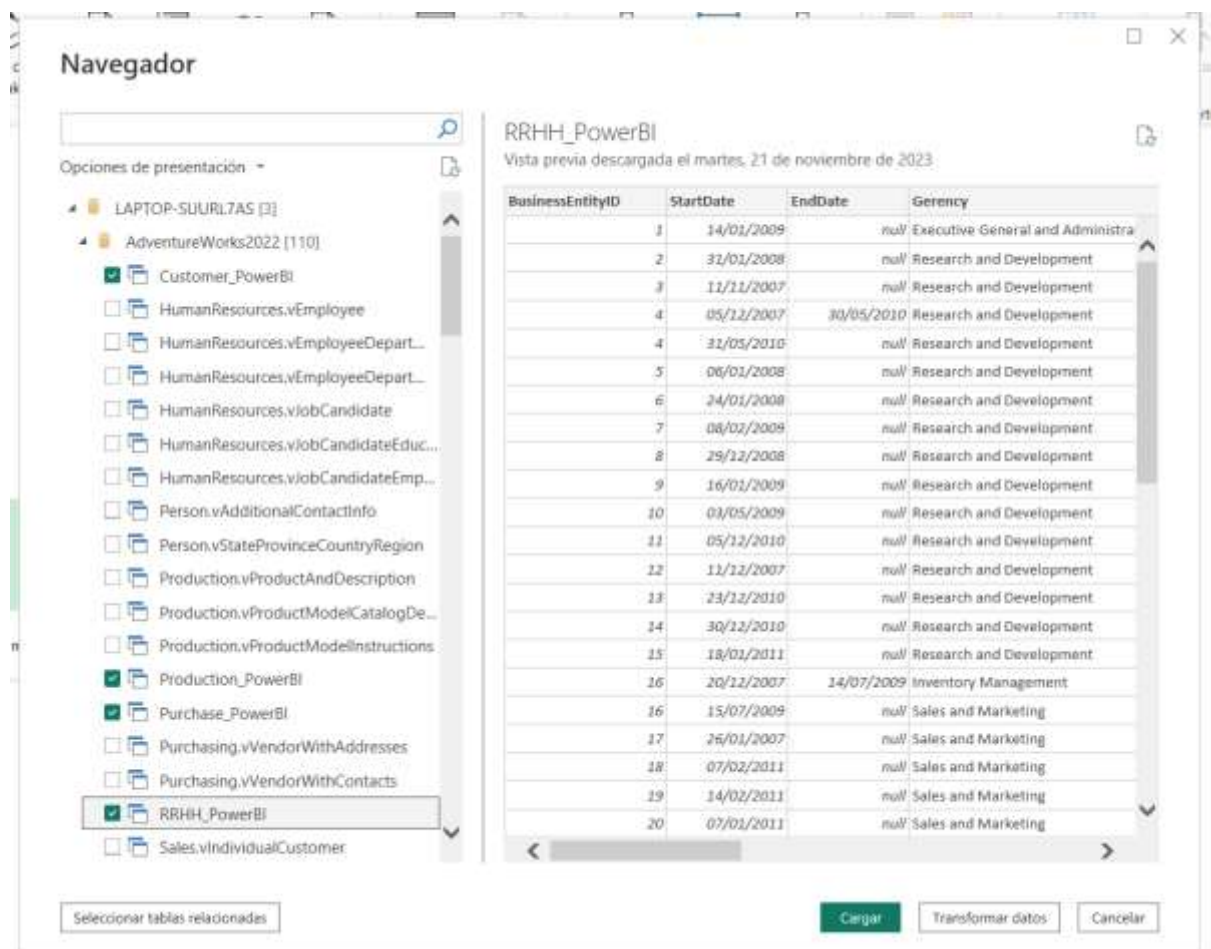 Navegador
Opciones de presentación
LAPTOP-SUURL7AS [3]
AdventureWorks2022 [110]
Customer_PowerBI
HumanResources.vEmployee
HumanResources.vEmployeeDepart...
HumanResources.vEmployeeDepart...
HumanResources.vJobCandidate
HumanResources.vJobCandidateEduc...
HumanResources.vJobCandidateEmp...
Person.vAdditionalContactInfo
Person.vStateProvinceCountryRegion
Production.vProductAndDescription
Production.vProductModelCatalogDe...
Production.vProductModelInstructions
Production_PowerBI
Purchase_PowerBI
Purchasing.vVendorWithAddresses
Purchasing.vVendorWithContacts
RRHH_PowerBI
Sales.vIndividualCustomer
RRHH_PowerBI
Vista previa descargada el martes, 21 de noviembre de 2023
BusinessEntityID StartDate EndDate Gerency
1 14/01/2009 null Executive General and Administra
2 31/01/2008 null Research and Development
3 11/11/2007 null Research and Development
4 05/12/2007 30/05/2010 Research and Development
4 31/05/2010 null Research and Development
5 06/01/2008 null Research and Development
6 24/01/2008 null Research and Development
7 08/02/2009 null Research and Development
8 29/12/2008 null Research and Development
9 16/01/2009 null Research and Development
10 03/05/2009 null Research and Development
11 05/12/2010 null Research and Development
12 11/12/2007 null Research and Development
13 23/12/2010 null Research and Development
14 30/12/2010 null Research and Development
15 18/01/2011 null Research and Development
16 20/12/2007 14/07/2009 Inventory Management
16 15/07/2009 null Sales and Marketing
17 26/01/2007 null Sales and Marketing
18 07/02/2011 null Sales and Marketing
19 14/02/2011 null Sales and Marketing
20 07/01/2011 null Sales and Marketing
Seleccionar tablas relacionadas
Cargar
Transformar datos
Cancelar